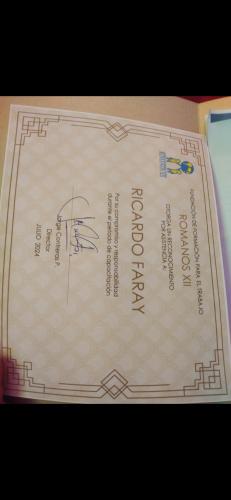 FUNDACIÓN DE FORMACIÓN PARA EL TRABAJO
ROMANOS XII
OTORGA UN RECONOCIMIENTO
POR ASISTENCIA A:
RICARDO FARAY
Por su compromiso y responsabilidad
durante el periodo de capacitación
Jorge Contreras P.
Director
JULIO 2024